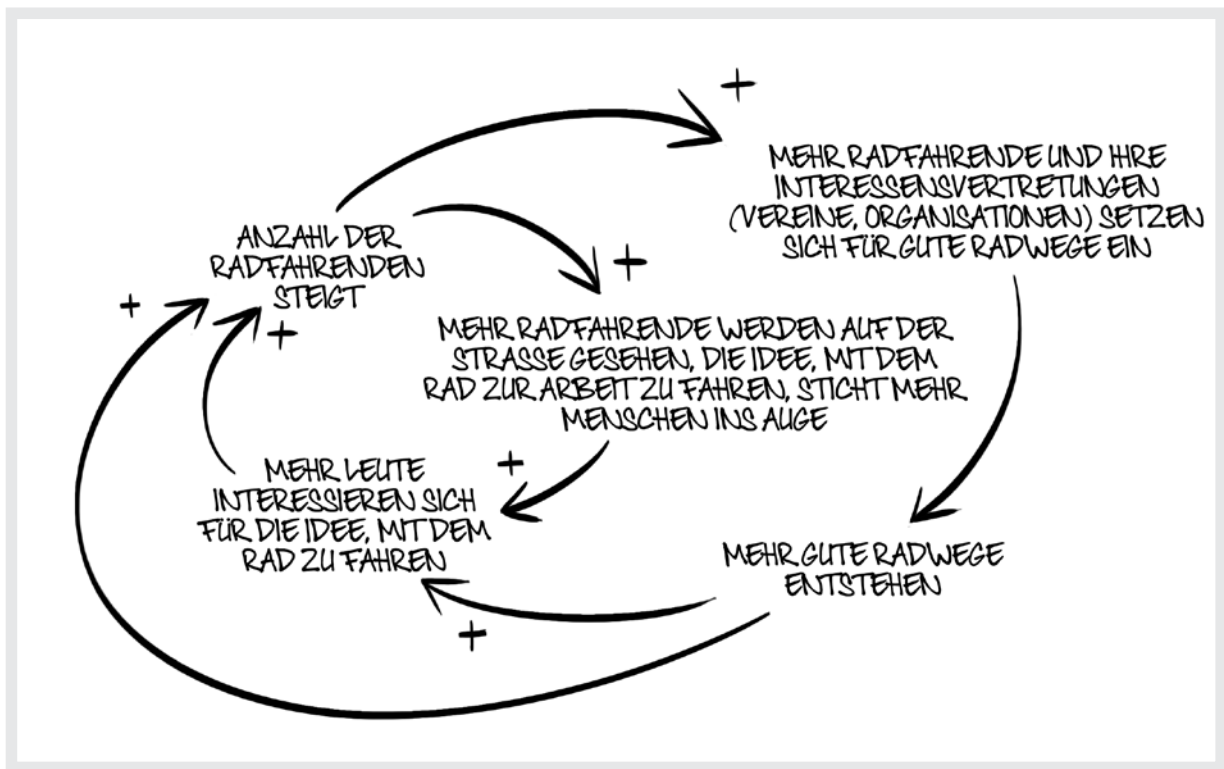 +
MEHR RADFAHRENDE UND IHRE
INTERESSENSVERTRETUNGEN
(VEREINE, ORGANISATIONEN) SETZEN
SICH FÜR GUTE RADWEGE EIN
ANZAHL DER
RADFAHRENDEN
STEIGT
+
+
+
MEHR RADFAHRENDE WERDEN AUF DER
STRASSE GESEHEN, DIE IDEE, MIT DEM
RAD ZUR ARBEIT ZU FAHREN, STICHT MEHR
MENSCHEN INS AUGE
+
MEHR LEUTE
INTERESSIEREN SICH
FÜR DIE IDEE, MIT DEM
RAD ZU FAHREN
MEHR GUTE RADWEGE
ENTSTEHEN
+